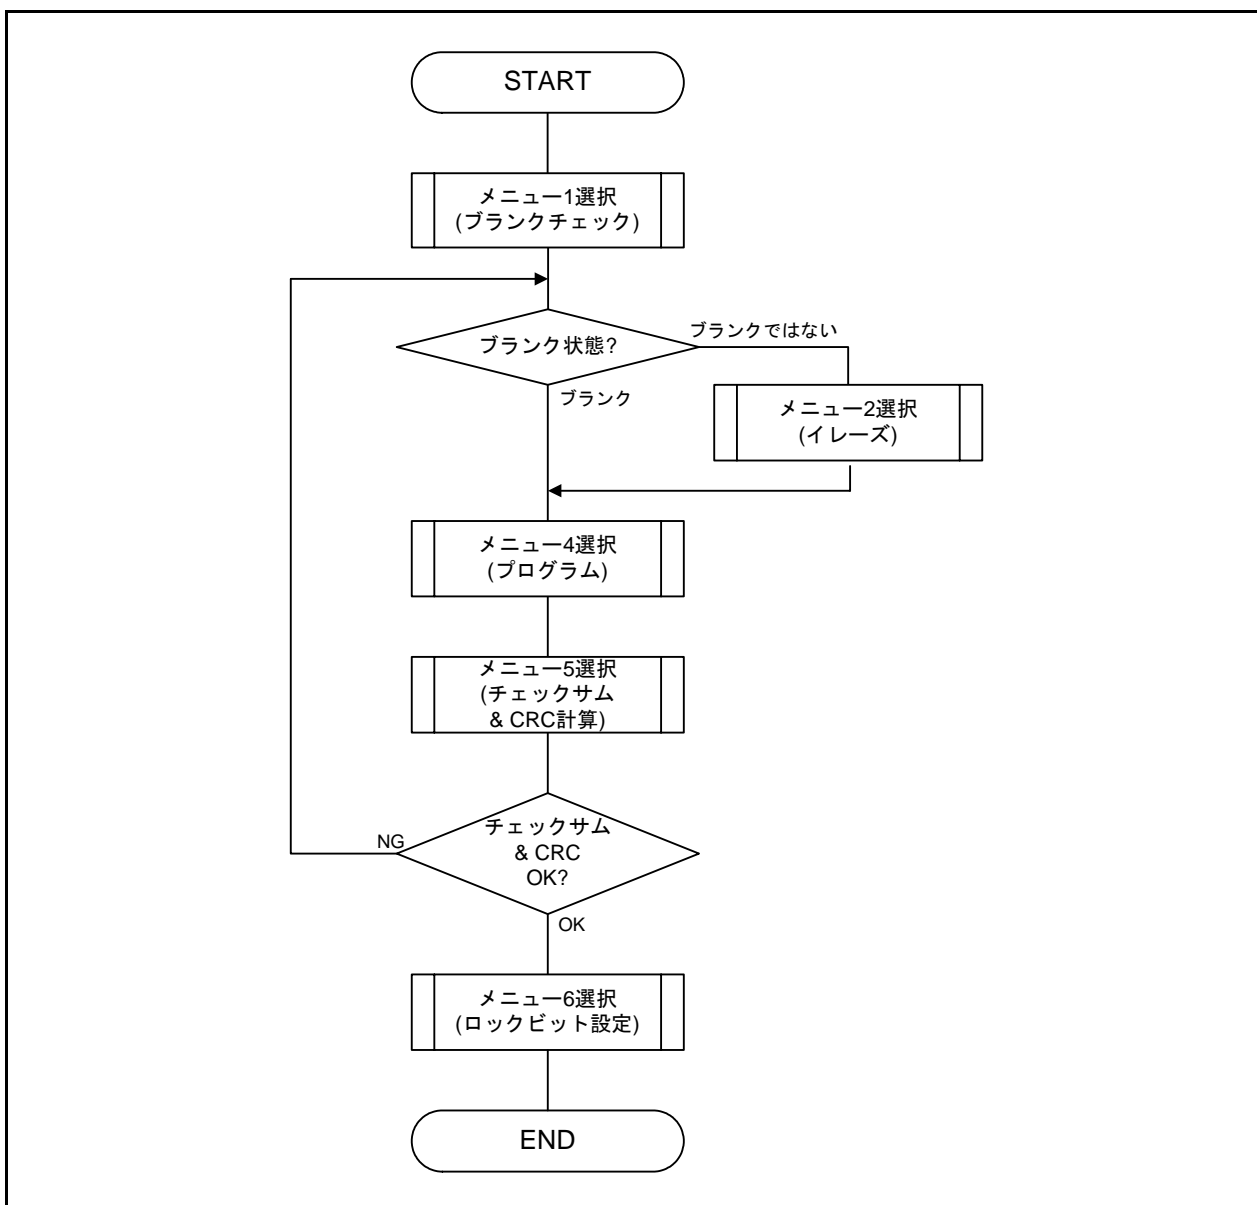 START
メニュー1選択
(ブランクチェック)
ブランク状態?
ブランクではない
ブランク
メニュー2選択
(イレーズ)
メニュー4選択
(プログラム)
メニュー5選択
(チェックサム
& CRC計算)
チェックサム
& CRC
OK?
NG
OK
メニュー6選択
(ロックビット設定)
END